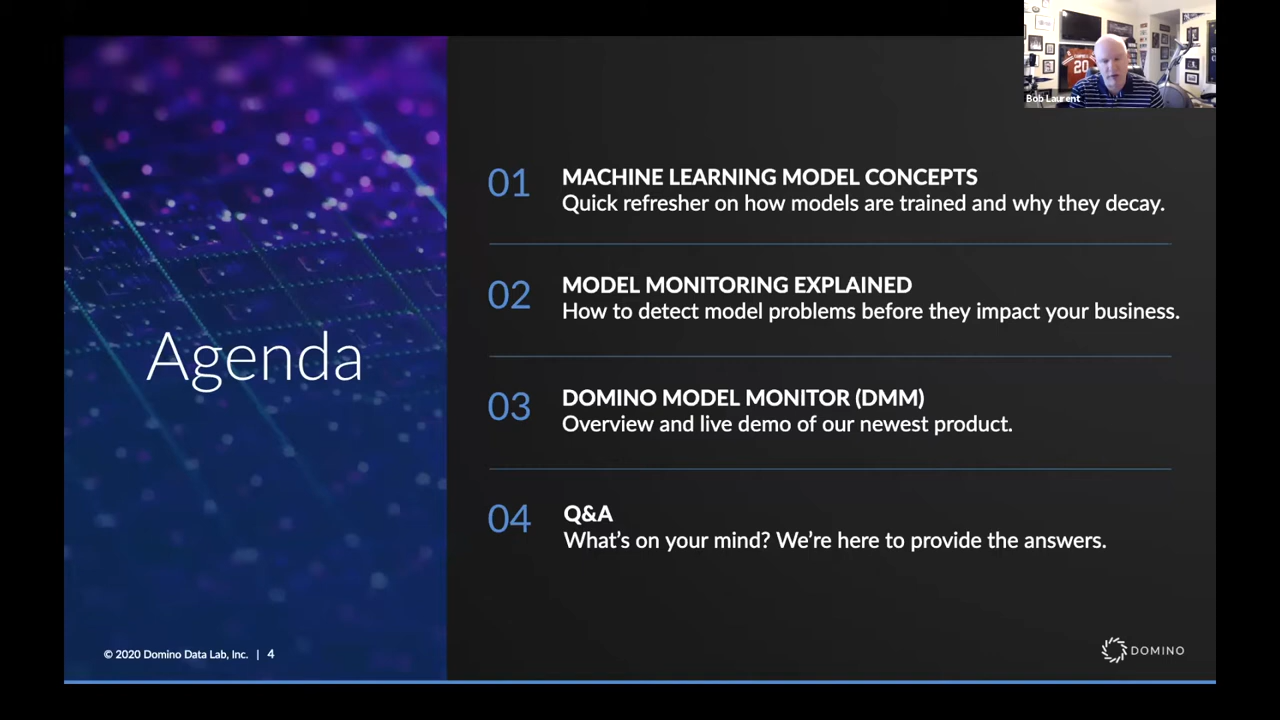 Bob Laurent
20
Agenda
01
MACHINE LEARNING MODEL CONCEPTS
Quick refresher on how models are trained and why they decay.
02
MODEL MONITORING EXPLAINED
How to detect model problems before they impact your business.
03
DOMINO MODEL MONITOR (DMM)
Overview and live demo of our newest product.
04
Q&A
What's on your mind? We’re here to provide the answers.
© 2020 Domino Data Lab, Inc. | 4
DOMINO